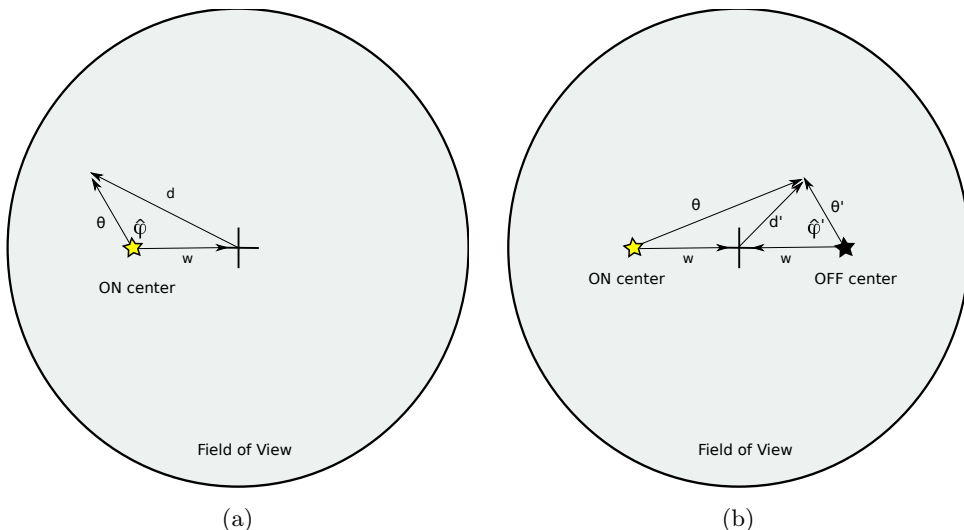 d
θ
φ̂
w
ON center
Field of View
(a)
θ
θ'
d'
φ̂'
w
w
ON center
OFF center
Field of View
(b)